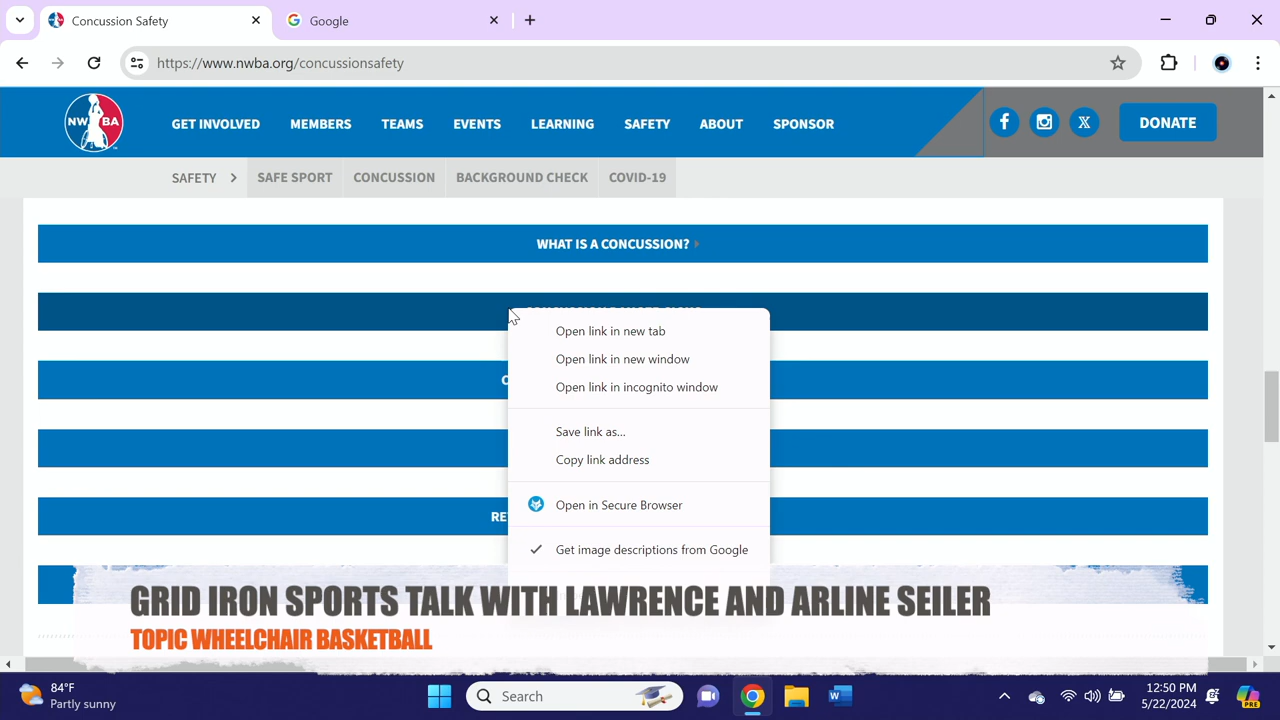 Concussion Safety
Google
https://www.nwba.org/concussionsafety
NWBA
GET INVOLVED
MEMBERS
TEAMS
EVENTS
LEARNING
SAFETY
ABOUT
SPONSOR
DONATE
SAFETY
SAFE SPORT
CONCUSSION
BACKGROUND CHECK
COVID-19
WHAT IS A CONCUSSION?
Open link in new tab
Open link in new window
Open link in incognito window
Save link as...
Copy link address
Open in Secure Browser
Get image descriptions from Google
GRID IRON SPORTS TALK WITH LAWRENCE AND ARLINE SEILER
TOPIC WHEELCHAIR BASKETBALL
84°F
Partly sunny
Search
12:50 PM
5/22/2024
PRE